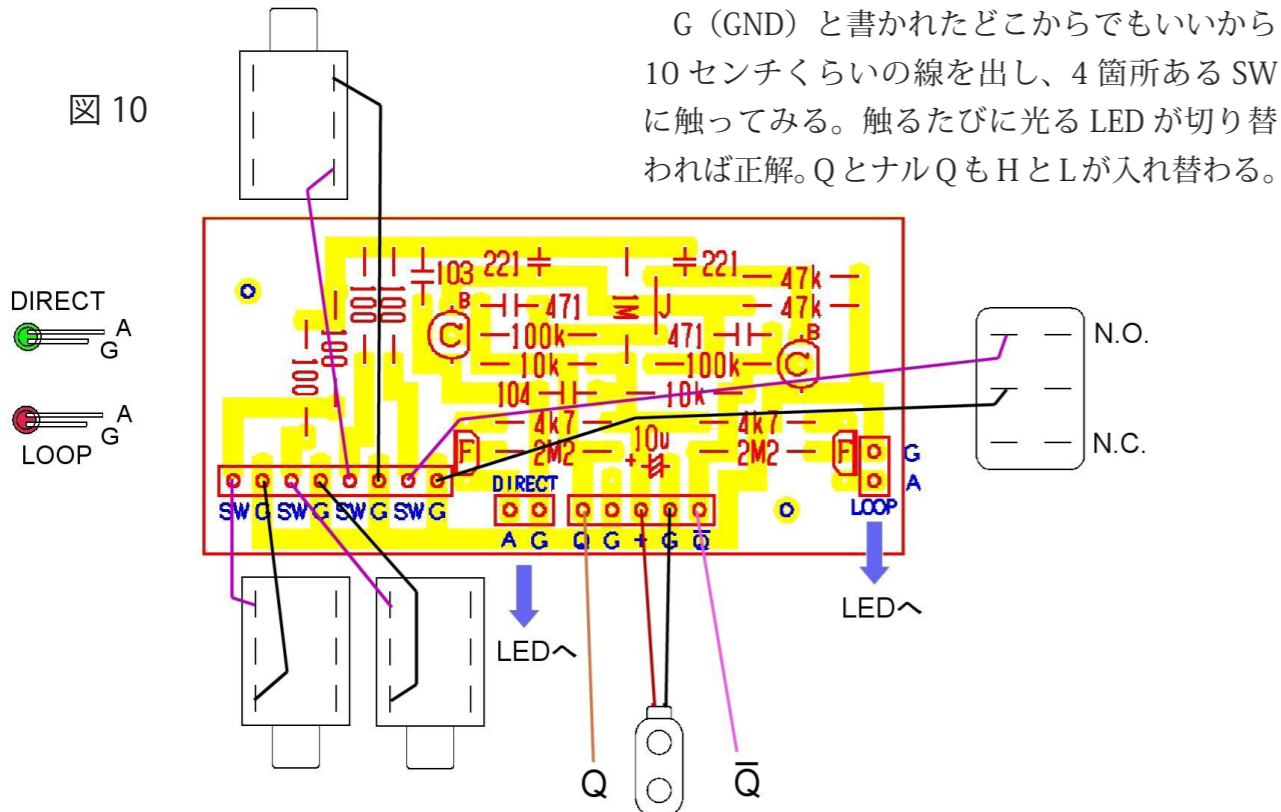 G（GND）と書かれたどこからでもいいから
10 センチくらいの線を出し、4 箇所ある SW
に触ってみる。触るたびに光る LED が切り替
われば正解。Q とナル Q も H と L が入れ替わる。
図 10
DIRECT
A
G
A
G
LOOP
103
221
221
47k
47k
100
100
100
100
B
C
471
1M
J
471
B
C
100k
100k
10k
10k
104
4k7
4k7
2M2
2M2
10u
+
F
F
G
A
LOOP
DIRECT
A G
SW G SW G SW G SW G
Q G + G Q̅
N.O.
N.C.
LEDへ
LEDへ
Q
Q̅